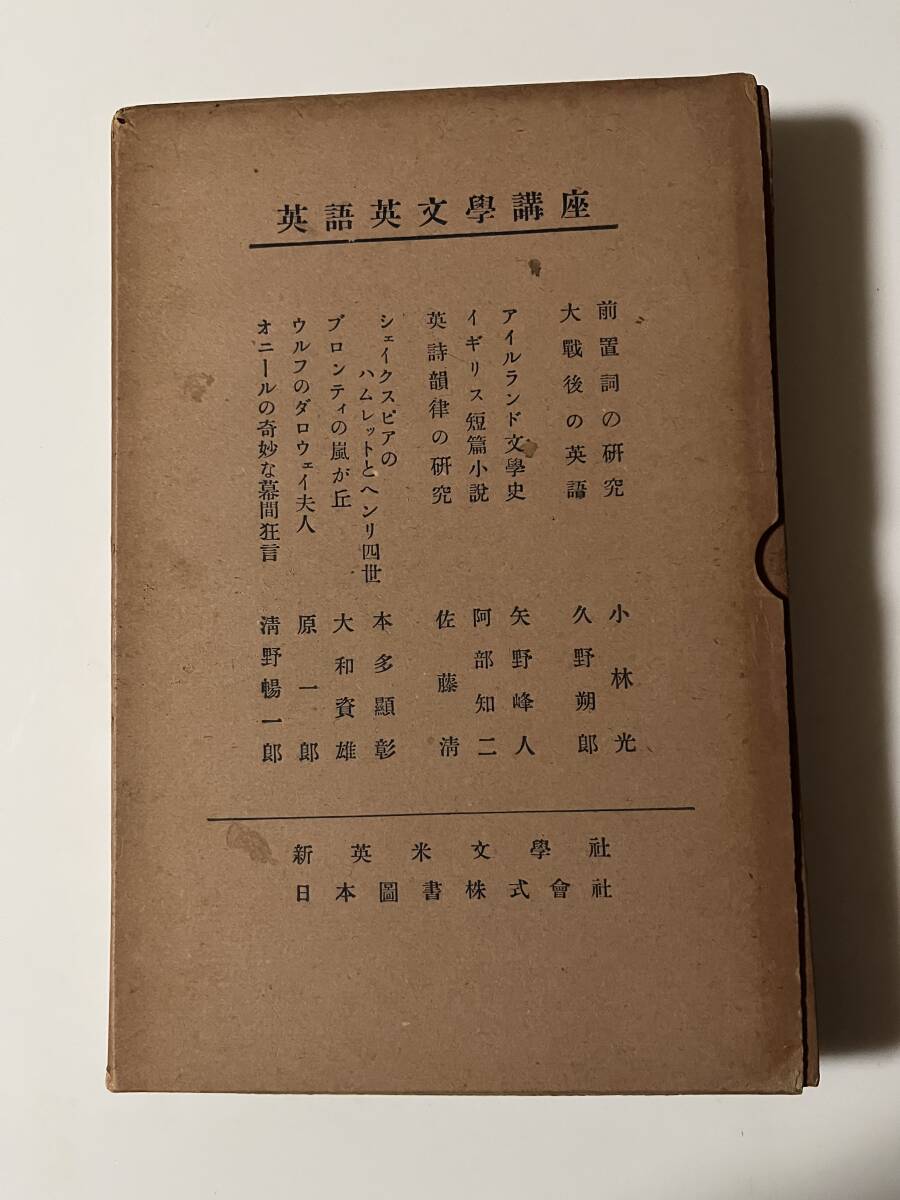 英語英文學講座
前置詞の研究 小林光
大戰後の英語 久野朔郎
アイルランド文學史 矢野峰人
イギリス短篇小說 阿部知二
英詩韻律の研究 佐藤淸
シェイクスピアの
ハムレットとヘンリ四世 本多顯彰
ブロンティの嵐が丘 大和資雄
ウルフのダロウェイ夫人 原一郎
オニールの奇妙な幕間狂言 淸野暢一郎
新英米文學社
日本圖書株式會社